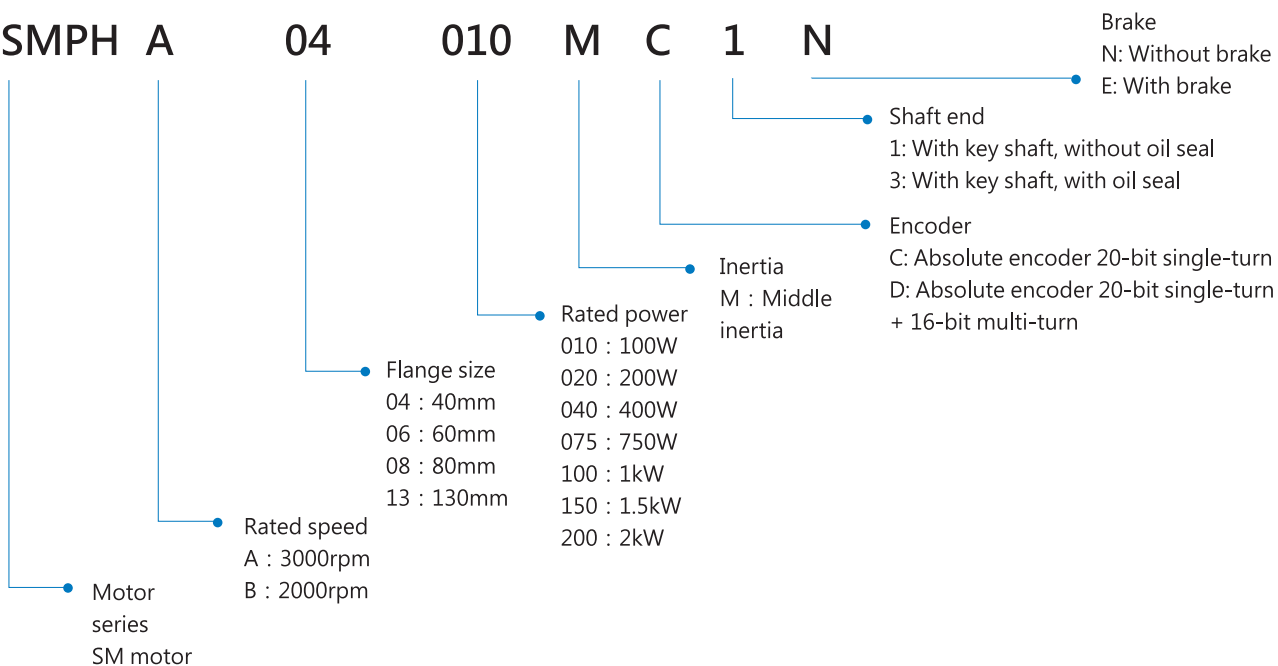 SMPH A 04 010 M C 1 N
Brake
N: Without brake
E: With brake
Shaft end
1: With key shaft, without oil seal
3: With key shaft, with oil seal
Encoder
C: Absolute encoder 20-bit single-turn
D: Absolute encoder 20-bit single-turn
+ 16-bit multi-turn
Inertia
M：Middle
inertia
Rated power
010：100W
020：200W
040：400W
075：750W
100：1kW
150：1.5kW
200：2kW
Flange size
04：40mm
06：60mm
08：80mm
13：130mm
Rated speed
A：3000rpm
B：2000rpm
Motor
series
SM motor